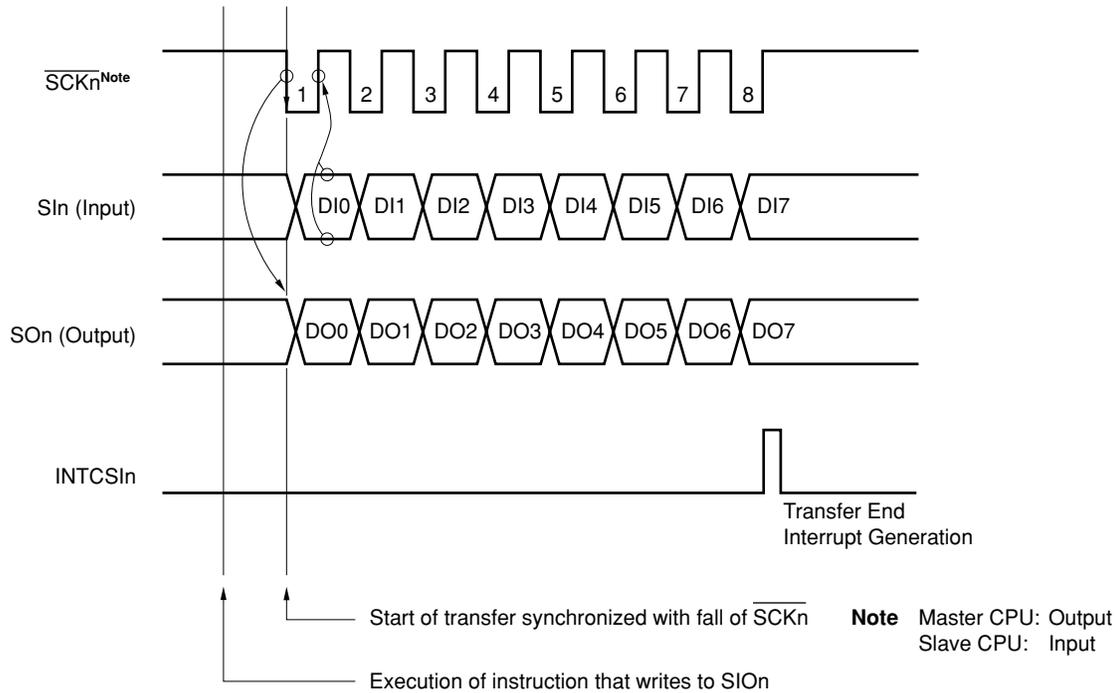 SCKn Note
1 2 3 4 5 6 7 8
SIn (Input)
DI0 DI1 DI2 DI3 DI4 DI5 DI6 DI7
SOn (Output)
DO0 DO1 DO2 DO3 DO4 DO5 DO6 DO7
INTCSIn
Transfer End
Interrupt Generation
Start of transfer synchronized with fall of SCKn
Note Master CPU: Output
Slave CPU: Input
Execution of instruction that writes to SIOn